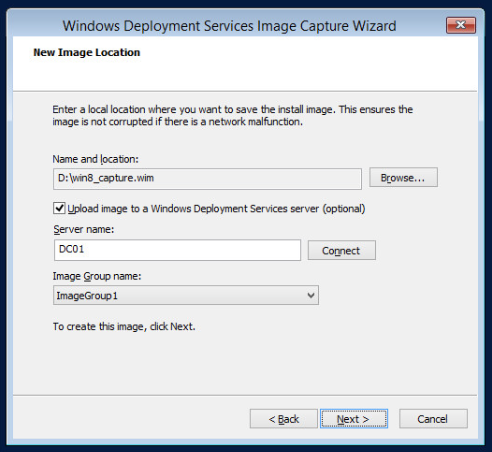 Windows Deployment Services Image Capture Wizard
New Image Location
Enter a local location where you want to save the install image. This ensures the
image is not corrupted if there is a network malfunction.
Name and location:
D:\win8_capture.wim
Browse...
Upload image to a Windows Deployment Services server (optional)
Server name:
DC01
Connect
Image Group name:
ImageGroup1
To create this image, click Next.
< Back
Next >
Cancel